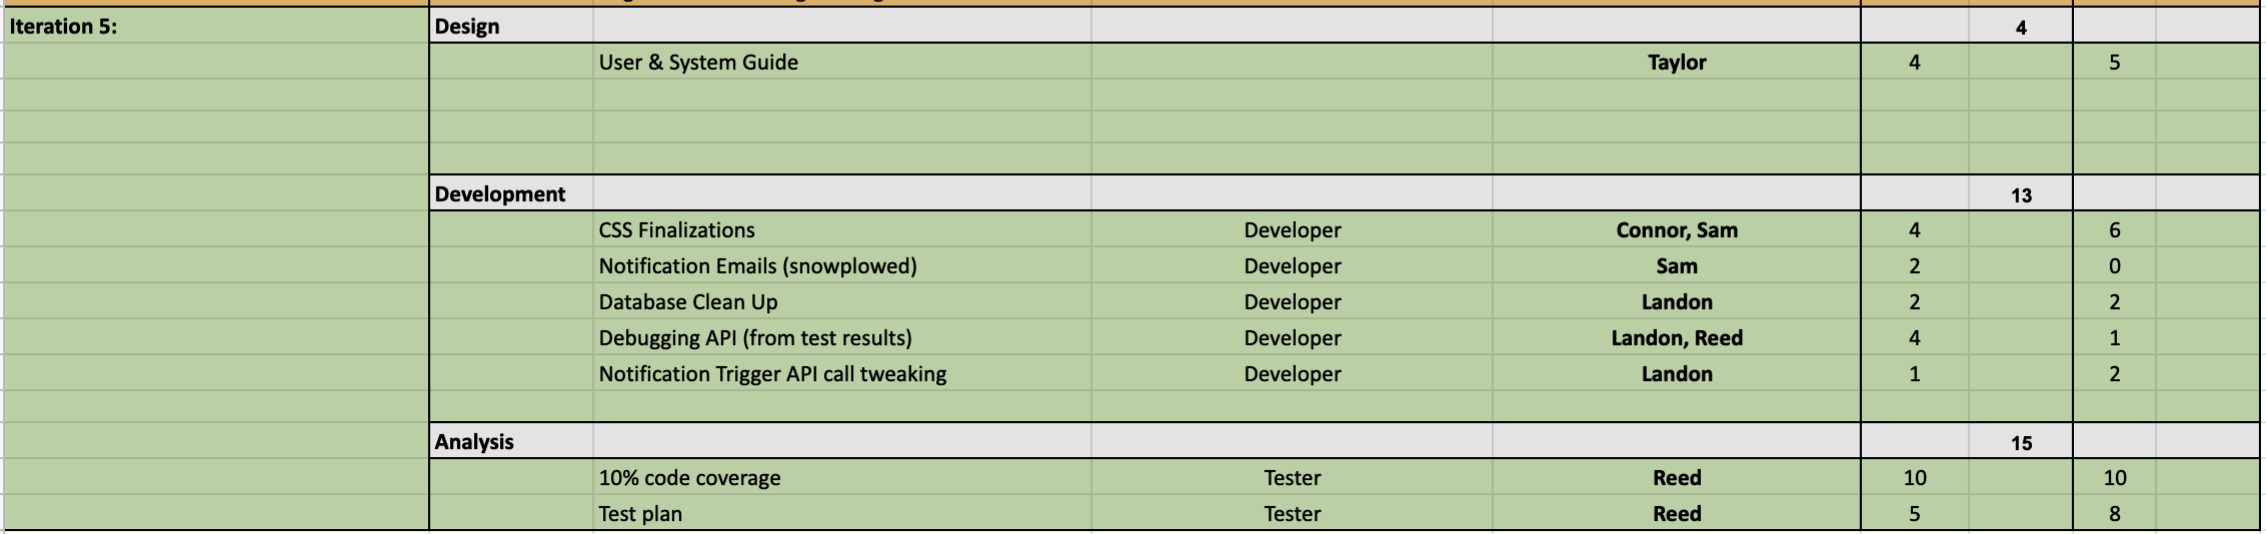 Iteration 5: Design 4
User & System Guide Taylor 4 5
Development 13
CSS Finalizations Developer Connor, Sam 4 6
Notification Emails (snowplowed) Developer Sam 2 0
Database Clean Up Developer Landon 2 2
Debugging API (from test results) Developer Landon, Reed 4 1
Notification Trigger API call tweaking Developer Landon 1 2
Analysis 15
10% code coverage Tester Reed 10 10
Test plan Tester Reed 5 8